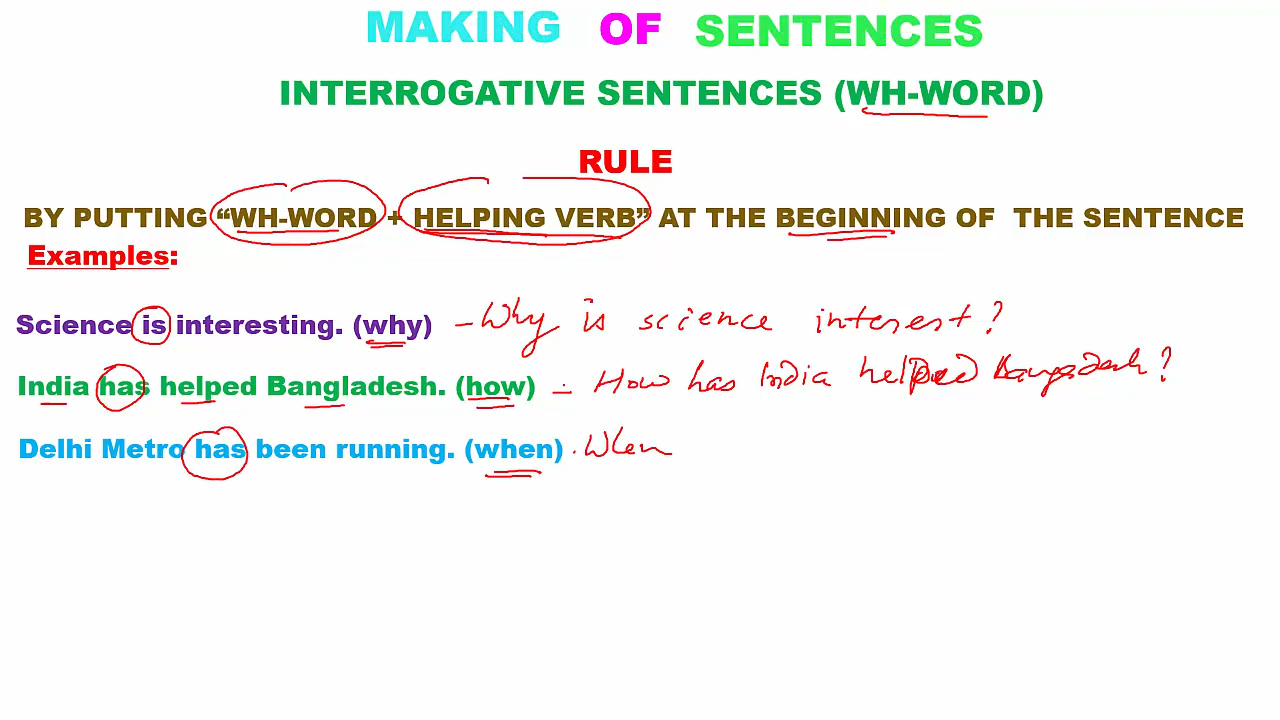 MAKING OF SENTENCES
INTERROGATIVE SENTENCES (WH-WORD)
RULE
BY PUTTING “WH-WORD + HELPING VERB” AT THE BEGINNING OF THE SENTENCE
Examples:
Science is interesting. (why) - Why is science interest?
India has helped Bangladesh. (how) - How has India helped Bangladesh?
Delhi Metro has been running. (when) . When